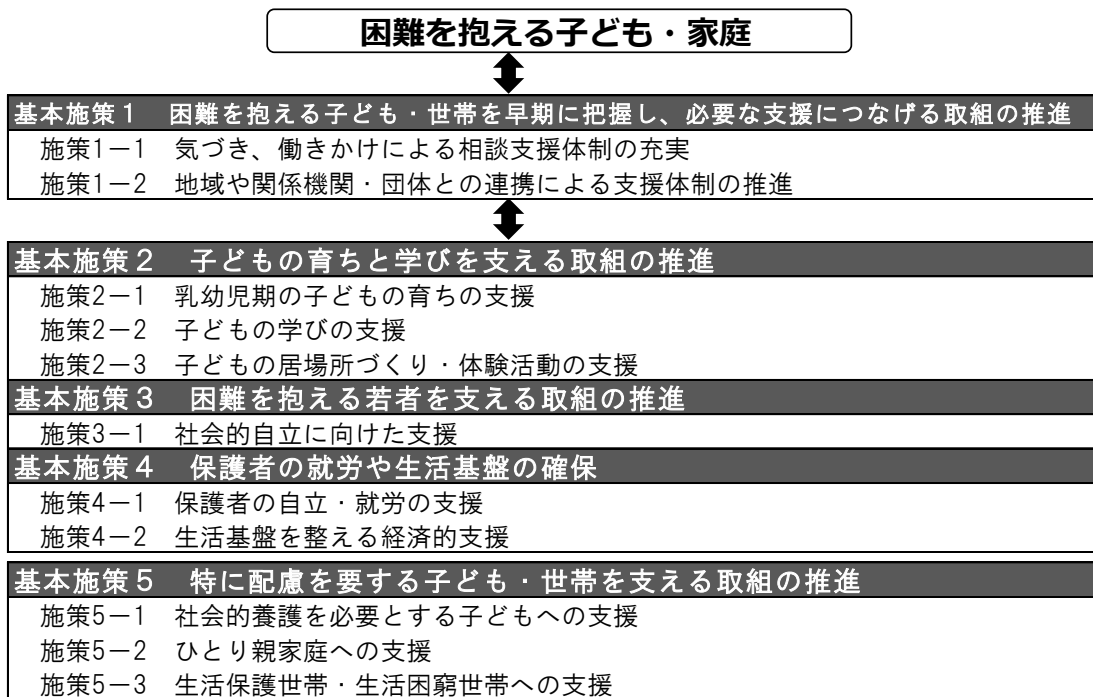 困難を抱える子ども・家庭
基本施策１　困難を抱える子ども・世帯を早期に把握し、必要な支援につなげる取組の推進
施策1－1　気づき、働きかけによる相談支援体制の充実
施策1－2　地域や関係機関・団体との連携による支援体制の推進
基本施策２　子どもの育ちと学びを支える取組の推進
施策2－1　乳幼児期の子どもの育ちの支援
施策2－2　子どもの学びの支援
施策2－3　子どもの居場所づくり・体験活動の支援
基本施策３　困難を抱える若者を支える取組の推進
施策3－1　社会的自立に向けた支援
基本施策４　保護者の就労や生活基盤の確保
施策4－1　保護者の自立・就労の支援
施策4－2　生活基盤を整える経済的支援
基本施策５　特に配慮を要する子ども・世帯を支える取組の推進
施策5－1　社会的養護を必要とする子どもへの支援
施策5－2　ひとり親家庭への支援
施策5－3　生活保護世帯・生活困窮世帯への支援